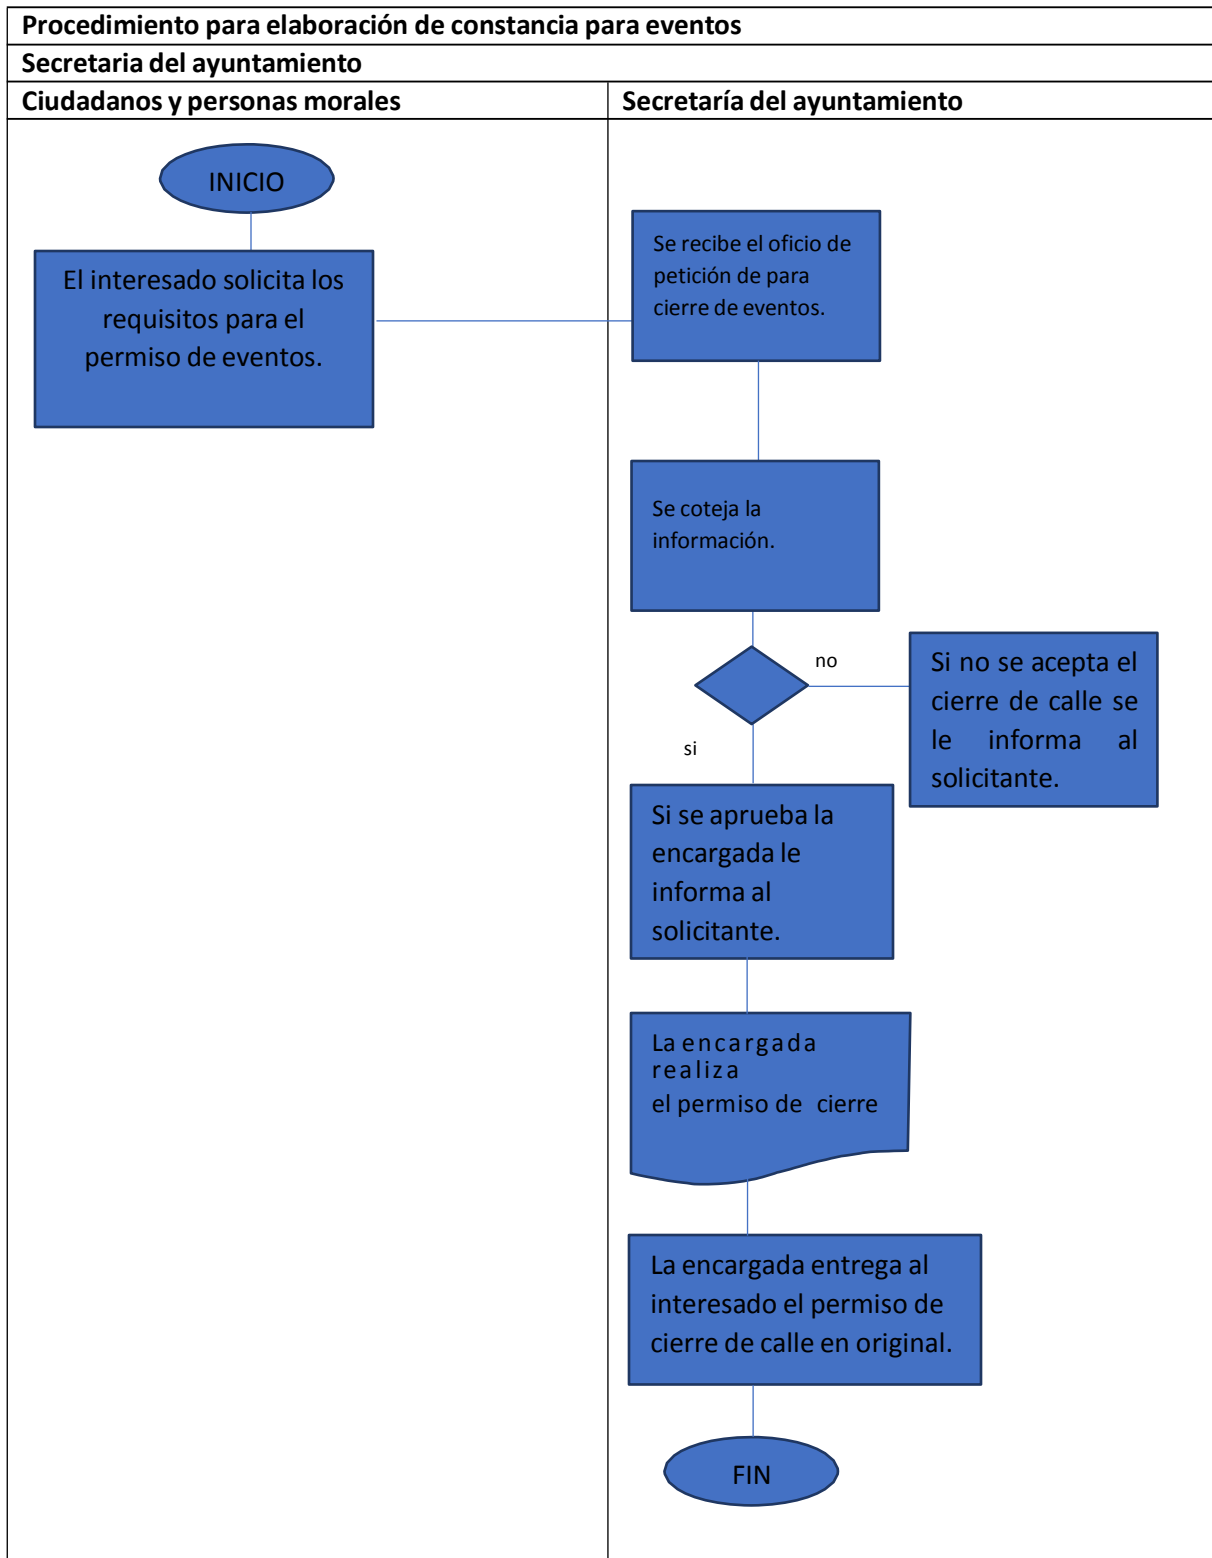 Procedimiento para elaboración de constancia para eventos
Secretaria del ayuntamiento
Ciudadanos y personas morales
Secretaría del ayuntamiento
INICIO
El interesado solicita los
requisitos para el
permiso de eventos.
Se recibe el oficio de
petición de para
cierre de eventos.
Se coteja la
información.
no
Si no se acepta el
cierre de calle se
le informa al
solicitante.
si
Si se aprueba la
encargada le
informa al
solicitante.
La encargada
realiza
el permiso de cierre
La encargada entrega al
interesado el permiso de
cierre de calle en original.
FIN